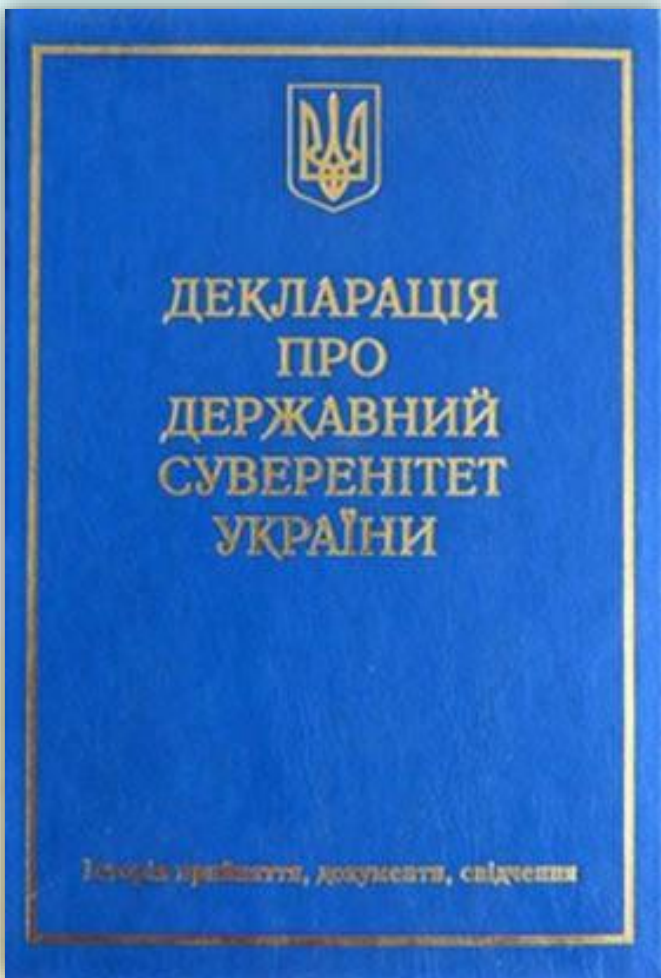 ДЕКЛАРАЦІЯ
ПРО
ДЕРЖАВНИЙ
СУВЕРЕНІТЕТ
УКРАЇНИ
Історія прийняття, документи, свідчення